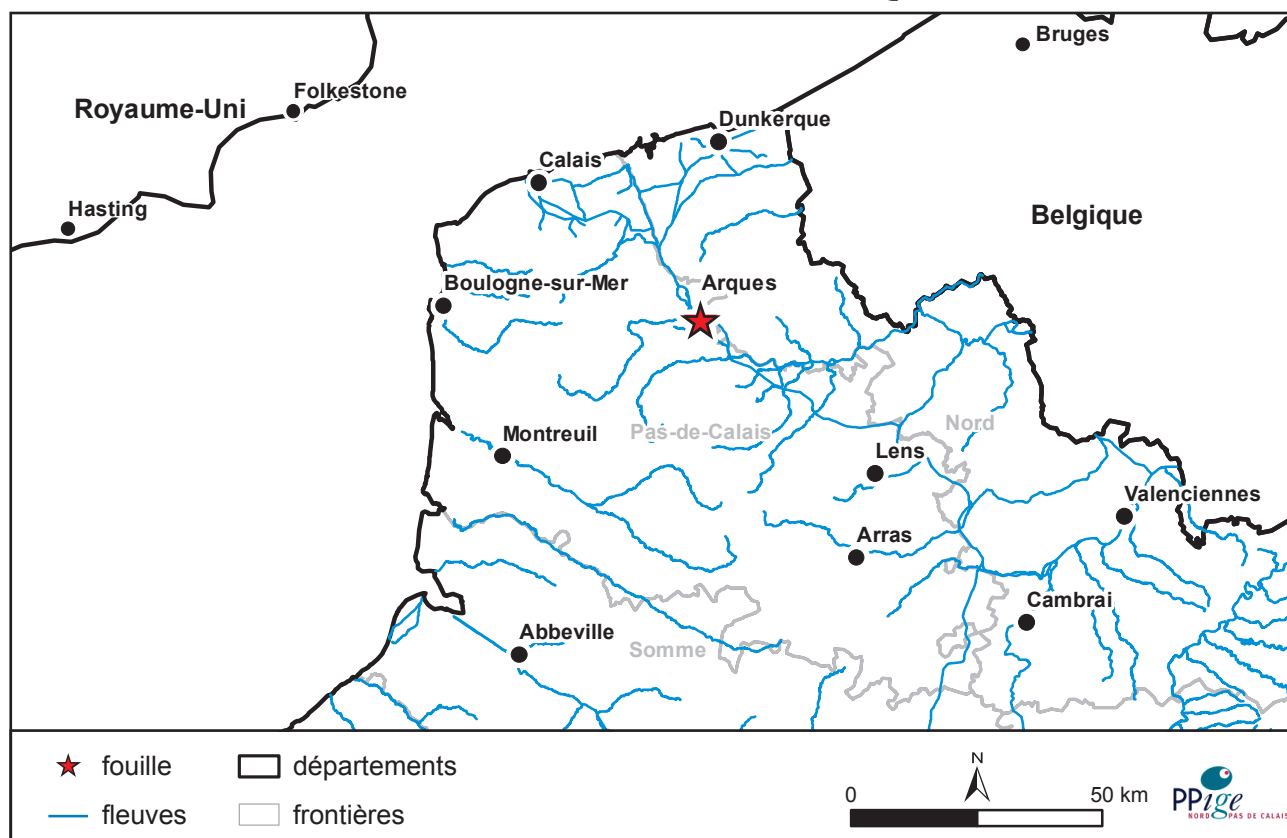 Bruges
Royaume-Uni
Folkestone
Dunkerque
Calais
Hasting
Belgique
Boulogne-sur-Mer
Arques
Montreuil
Pas-de-Calais
Nord
Lens
Valenciennes
Arras
Cambrai
Abbeville
Somme
fouille
départements
fleuves
frontières
N
0
50 km
PPige
NORD PAS DE CALAIS